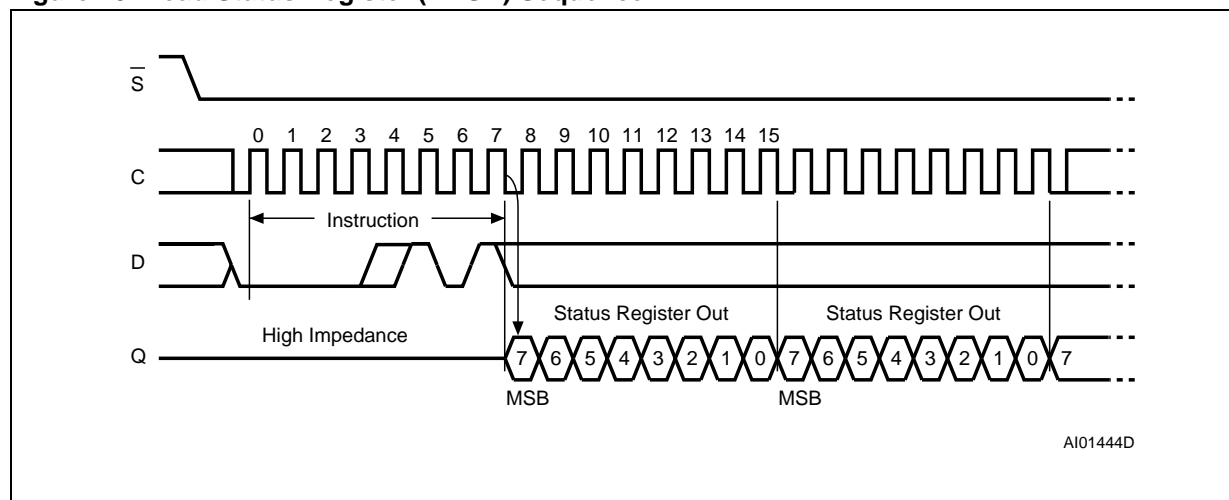 S
0 1 2 3 4 5 6 7 8 9 10 11 12 13 14 15
C
Instruction
D
Status Register Out Status Register Out
High Impedance
Q 7 6 5 4 3 2 1 0 7 6 5 4 3 2 1 0 7
MSB MSB
AI01444D